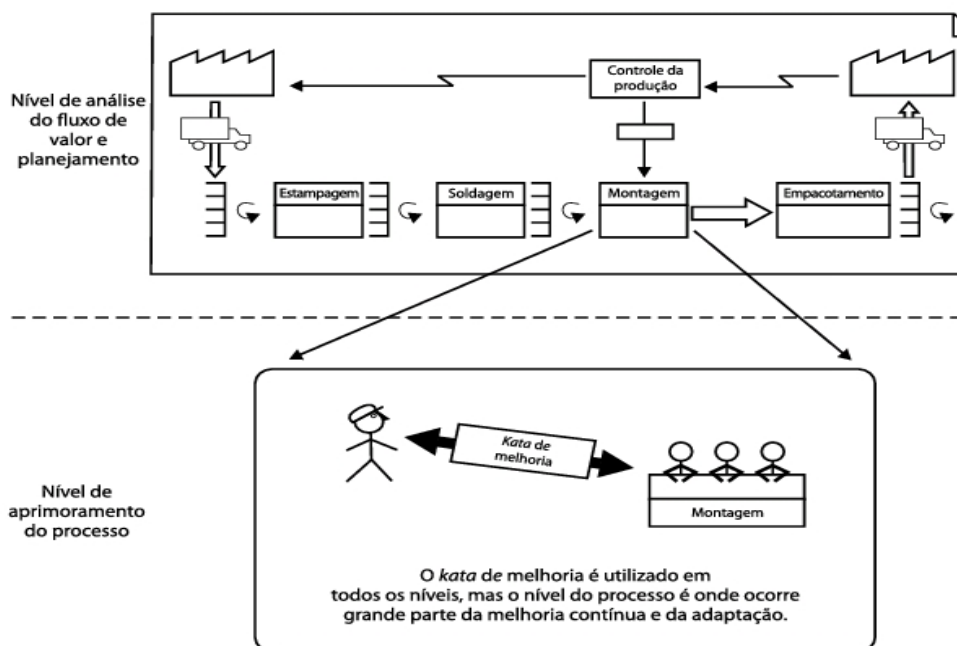 Nível de análise
do fluxo de
valor e
planejamento
Controle da
produção
Estampagem
Soldagem
Montagem
Empacotamento
Nível de
aprimoramento
do processo
Kata de
melhoria
Montagem
O kata de melhoria é utilizado em
todos os níveis, mas o nível do processo é onde ocorre
grande parte da melhoria contínua e da adaptação.